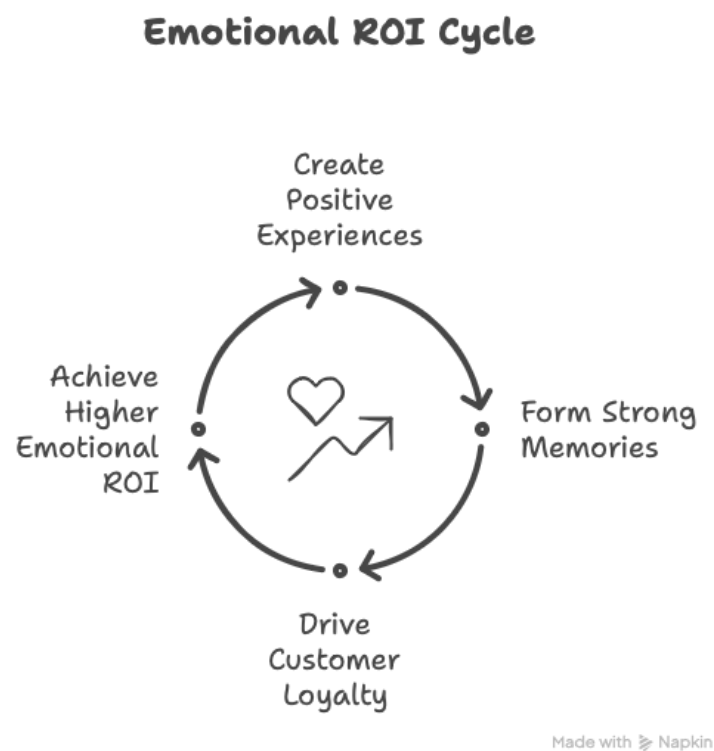 Emotional ROI Cycle
Create
Positive
Experiences
Form Strong
Memories
Drive
Customer
Loyalty
Achieve
Higher
Emotional
ROI
Made with Napkin